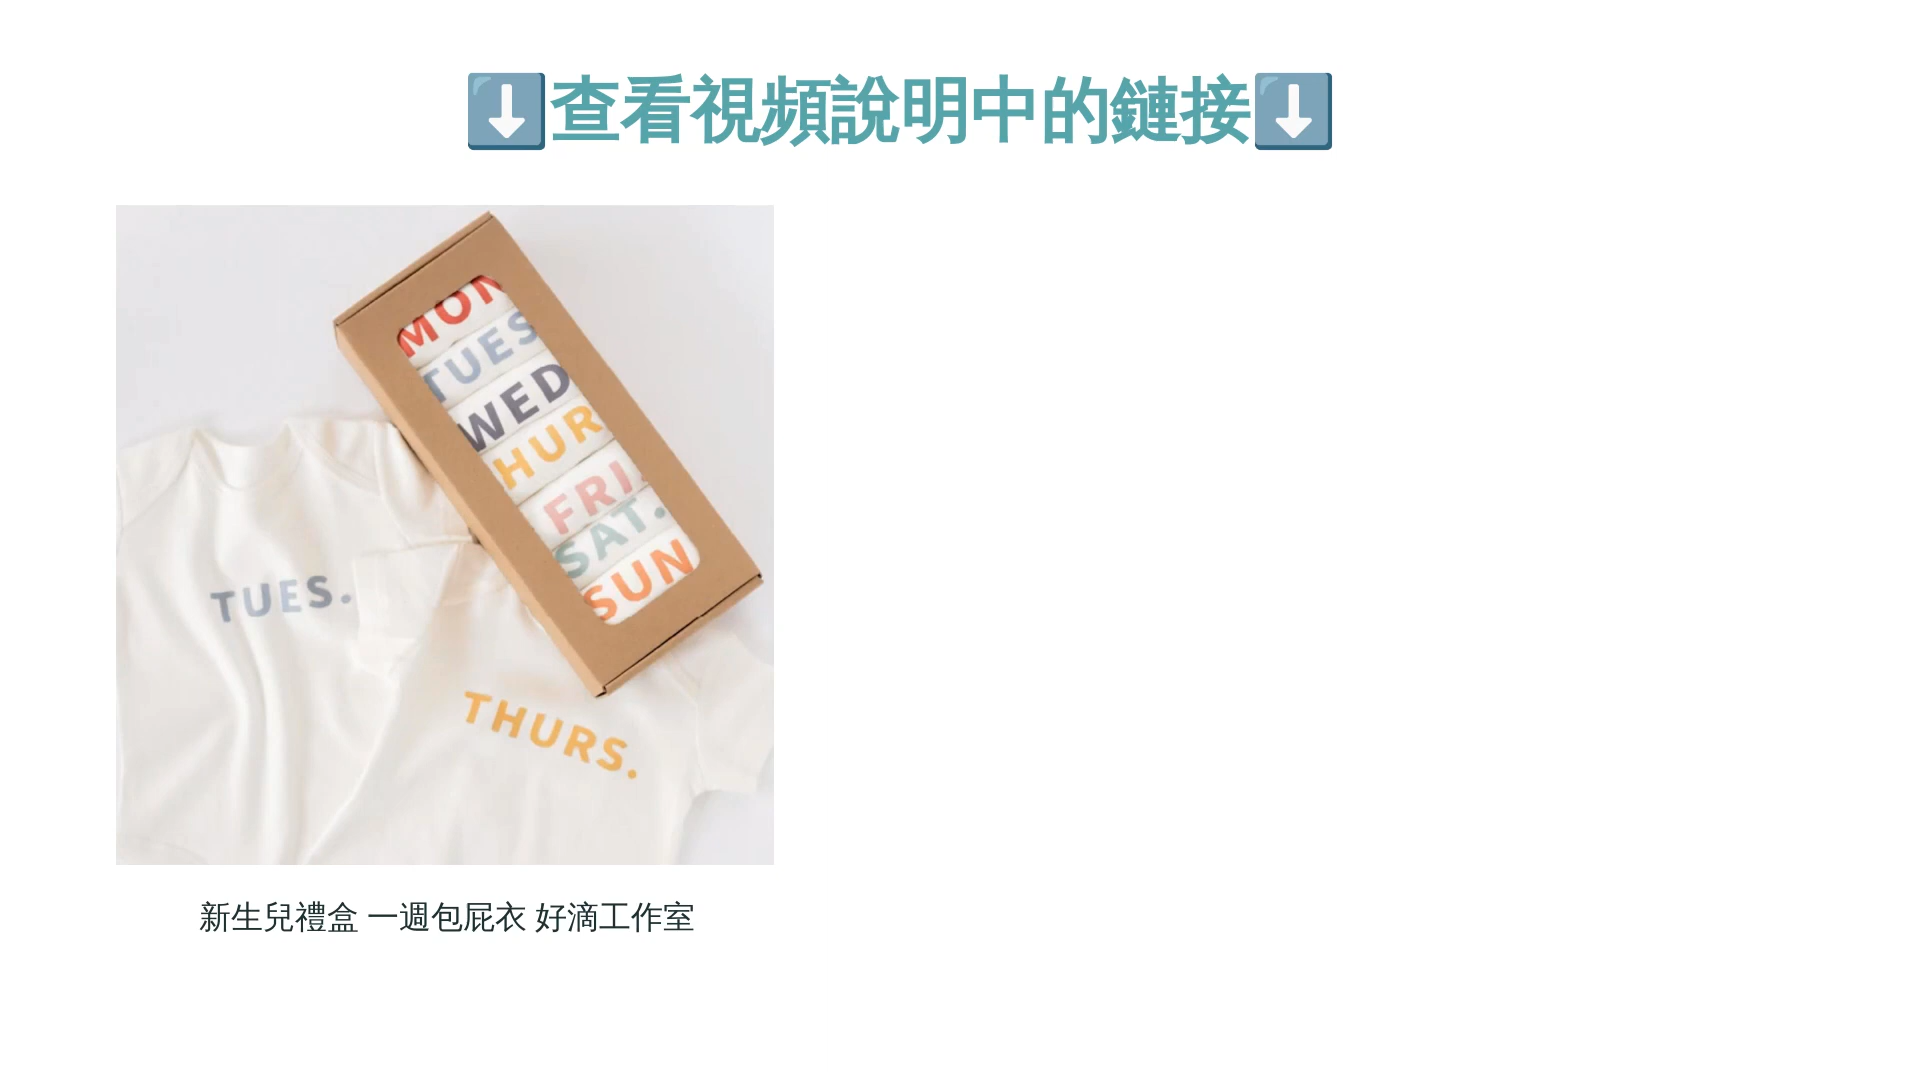 ⬇️查看視頻說明中的鏈接⬇️
MON
TUES
WED
HUR
FRI.
SAT.
SUN
TUES.
THURS.
新生兒禮盒 一週包屁衣 好滴工作室